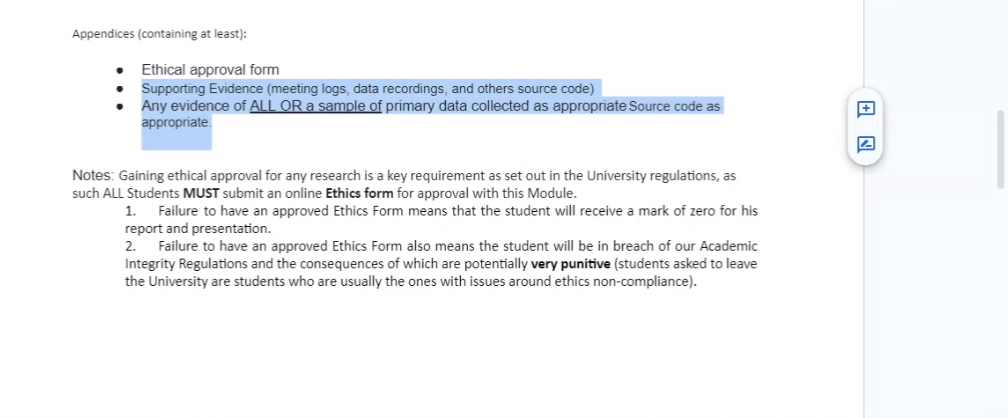 Appendices (containing at least):
● Ethical approval form
● Supporting Evidence (meeting logs, data recordings, and others source code)
● Any evidence of ALL OR a sample of primary data collected as appropriate Source code as
appropriate.
Notes: Gaining ethical approval for any research is a key requirement as set out in the University regulations, as
such ALL Students MUST submit an online Ethics form for approval with this Module.
1. Failure to have an approved Ethics Form means that the student will receive a mark of zero for his
report and presentation.
2. Failure to have an approved Ethics Form also means the student will be in breach of our Academic
Integrity Regulations and the consequences of which are potentially very punitive (students asked to leave
the University are students who are usually the ones with issues around ethics non-compliance).